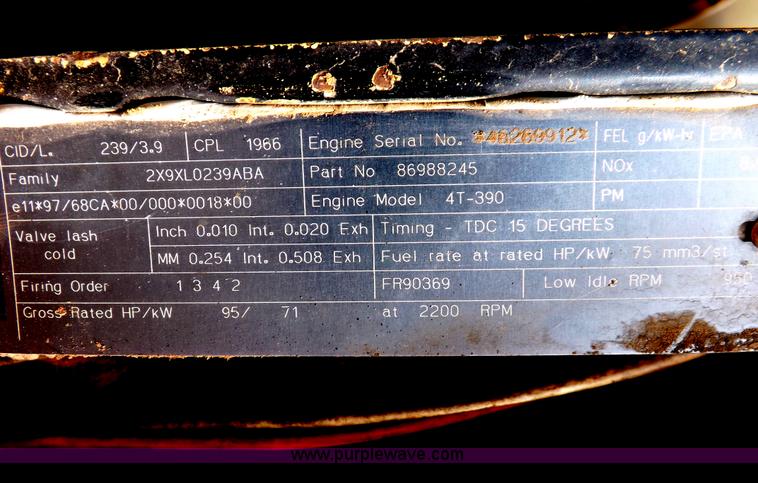 CID/L. 239/3.9 CPL 1966 Engine Serial No. *46269912* FEL g/kW-hr EPA
Family 2X9XL0239ABA Part No 86988245 NOx
e11*97/68CA*00/000*0018*00 Engine Model 4T-390 PM
Valve lash cold Inch 0.010 Int. 0.020 Exh Timing - TDC 15 DEGREES
MM 0.254 Int. 0.508 Exh Fuel rate at rated HP/kW 75 mm3/st
Firing Order 1 3 4 2 FR90369 Low Idle RPM 950
Gross Rated HP/kW 95/ 71 at 2200 RPM
www.purplewave.com